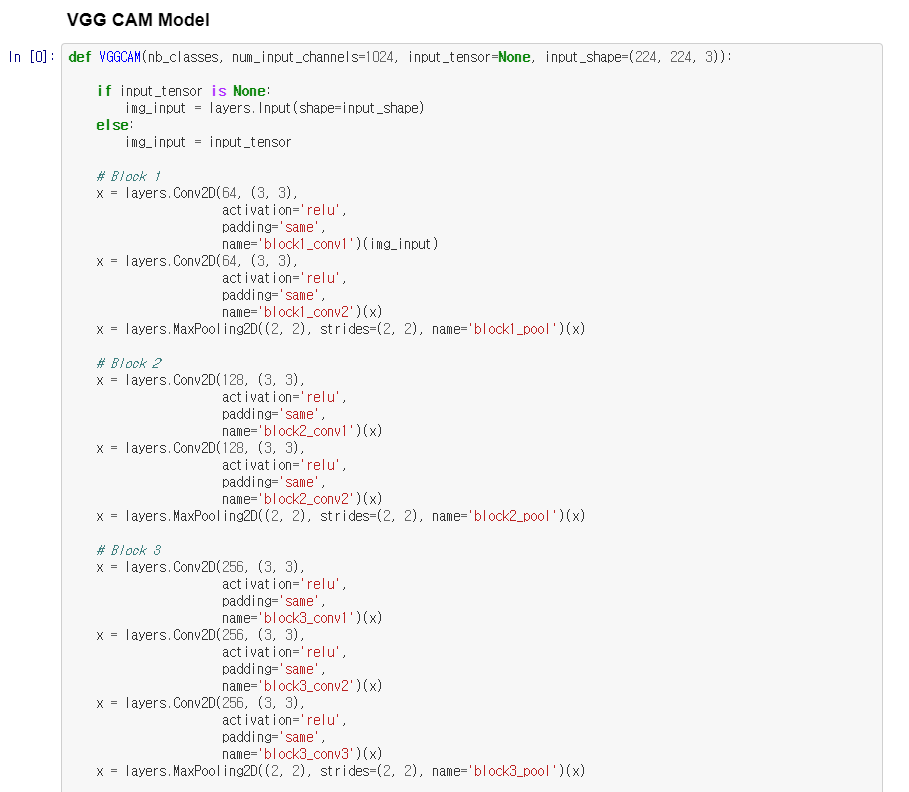 VGG CAM Model
In [0]: def VGGCAM(nb_classes, num_input_channels=1024, input_tensor=None, input_shape=(224, 224, 3)):
if input_tensor is None:
img_input = layers.Input(shape=input_shape)
else:
img_input = input_tensor
# Block 1
x = layers.Conv2D(64, (3, 3),
activation='relu',
padding='same',
name='block1_conv1')(img_input)
x = layers.Conv2D(64, (3, 3),
activation='relu',
padding='same',
name='block1_conv2')(x)
x = layers.MaxPooling2D((2, 2), strides=(2, 2), name='block1_pool')(x)
# Block 2
x = layers.Conv2D(128, (3, 3),
activation='relu',
padding='same',
name='block2_conv1')(x)
x = layers.Conv2D(128, (3, 3),
activation='relu',
padding='same',
name='block2_conv2')(x)
x = layers.MaxPooling2D((2, 2), strides=(2, 2), name='block2_pool')(x)
# Block 3
x = layers.Conv2D(256, (3, 3),
activation='relu',
padding='same',
name='block3_conv1')(x)
x = layers.Conv2D(256, (3, 3),
activation='relu',
padding='same',
name='block3_conv2')(x)
x = layers.Conv2D(256, (3, 3),
activation='relu',
padding='same',
name='block3_conv3')(x)
x = layers.MaxPooling2D((2, 2), strides=(2, 2), name='block3_pool')(x)